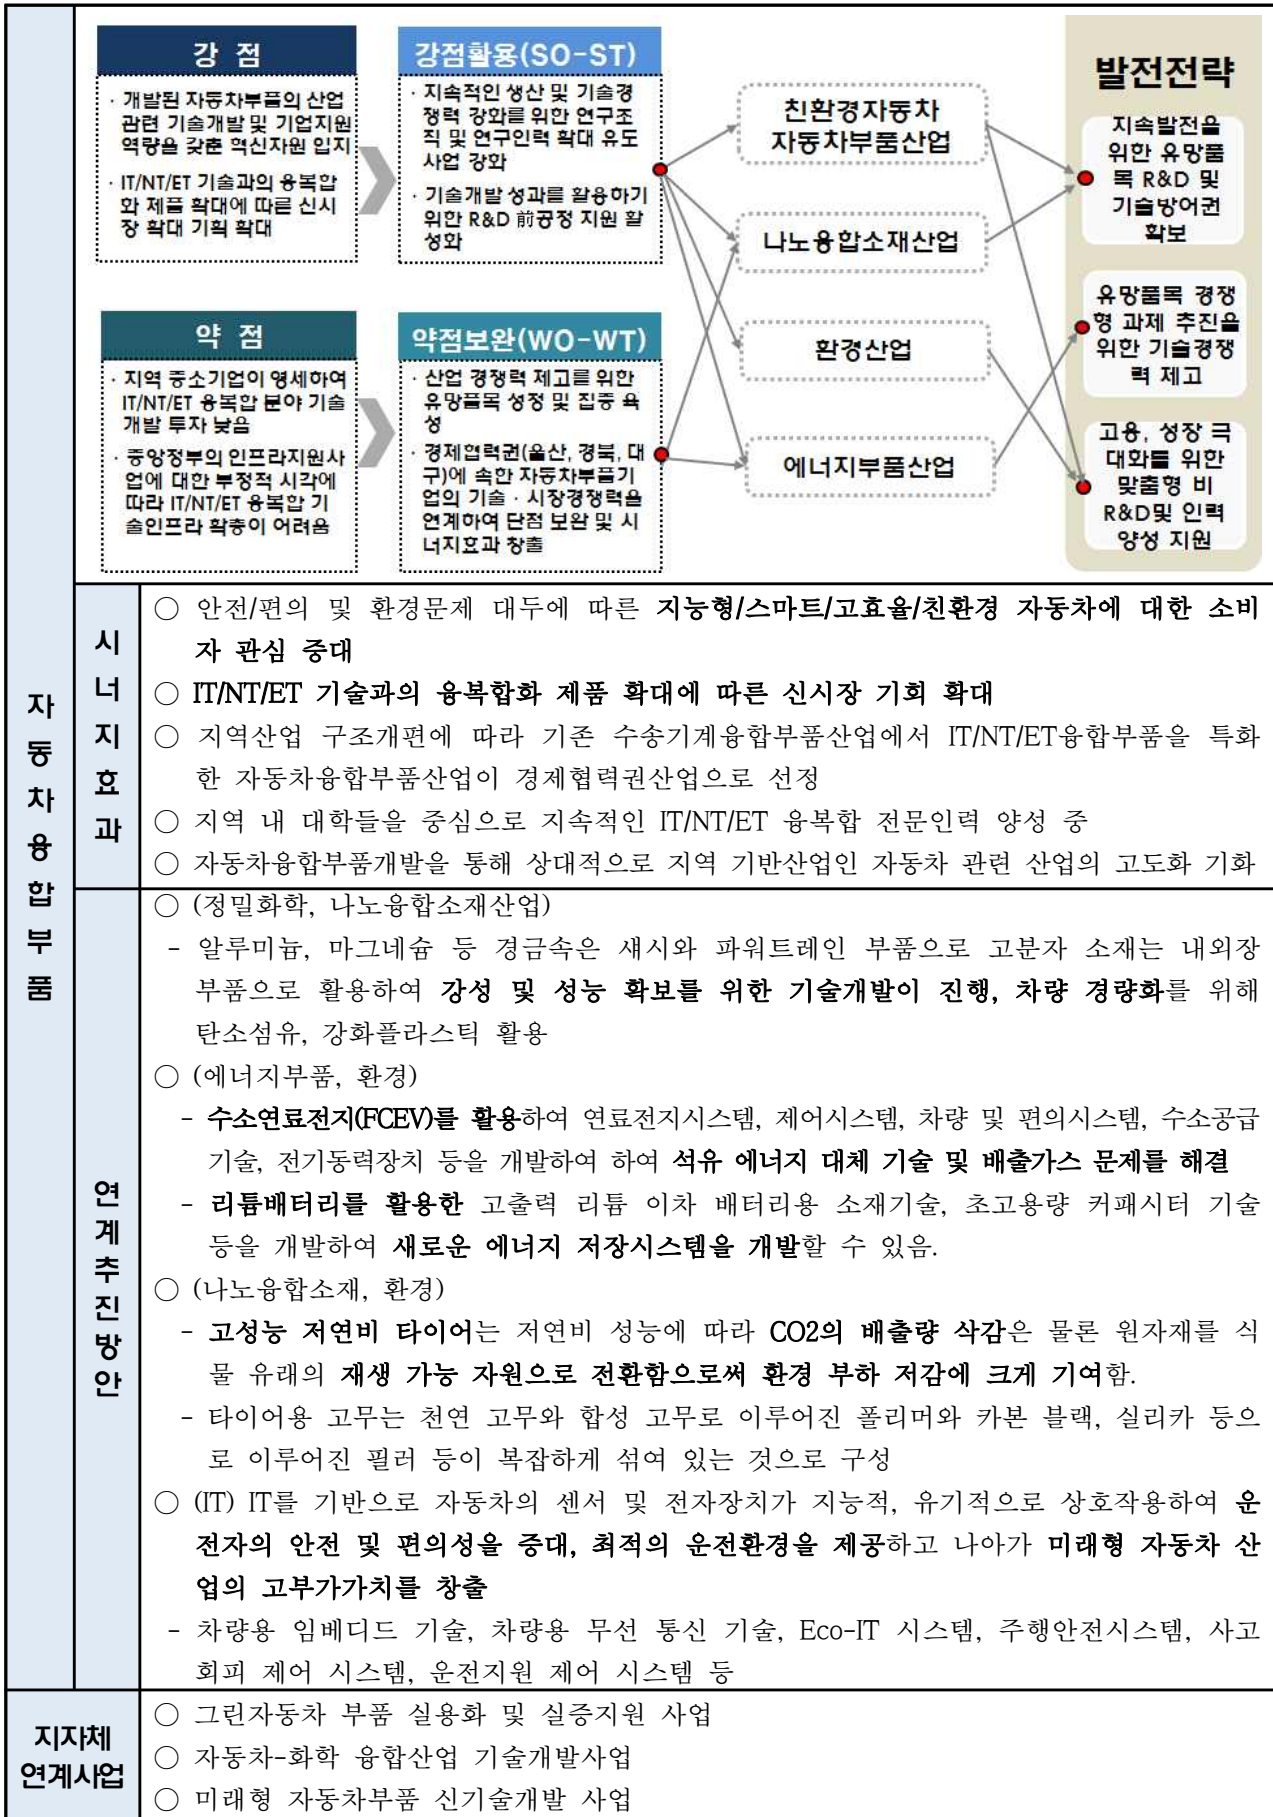 강 점
· 개발된 자동차부품의 산업
관련 기술개발 및 기업지원
역량을 갖춘 혁신자원 입지
· IT/NT/ET 기술과의 융복합
화 제품 확대에 따른 신시
장 확대 기획 확대
강점활용(SO-ST)
· 지속적인 생산 및 기술경
쟁력 강화를 위한 연구조
직 및 연구인력 확대 유도
사업 강화
· 기술개발 성과를 활용하기
위한 R&D 前공정 지원 활
성화
약 점
· 지역 중소기업이 영세하여
IT/NT/ET 융복합 분야 기술
개발 투자 낮음
· 중앙정부의 인프라지원사
업에 대한 부정적 시각에
따라 IT/NT/ET 융복합 기
술인프라 확충이 어려움
약점보완(WO-WT)
· 산업 경쟁력 제고를 위한
유망품목 성정 및 집중 육
성
· 경제협력권(울산, 경북, 대
구)에 속한 자동차부품기
업의 기술 · 시장경쟁력을
연계하여 단점 보완 및 시
너지효과 창출
친환경자동차
자동차부품산업
나노융합소재산업
환경산업
에너지부품산업
발전전략
지속발전을
위한 유망품
목 R&D 및
기술방어권
확보
유망품목 경쟁
형 과제 추진을
위한 기술경쟁
력 제고
고용, 성장 극
대화를 위한
맞춤형 비
R&D및 인력
양성 지원
자동차융합부품
시너지효과
○ 안전/편의 및 환경문제 대두에 따른 지능형/스마트/고효율/친환경 자동차에 대한 소비
자 관심 증대
○ IT/NT/ET 기술과의 융복합화 제품 확대에 따른 신시장 기회 확대
○ 지역산업 구조개편에 따라 기존 수송기계융합부품산업에서 IT/NT/ET융합부품을 특화
한 자동차융합부품산업이 경제협력권산업으로 선정
○ 지역 내 대학들을 중심으로 지속적인 IT/NT/ET 융복합 전문인력 양성 중
○ 자동차융합부품개발을 통해 상대적으로 지역 기반산업인 자동차 관련 산업의 고도화 기화
연계추진방안
○ (정밀화학, 나노융합소재산업)
- 알루미늄, 마그네슘 등 경금속은 섀시와 파워트레인 부품으로 고분자 소재는 내외장
부품으로 활용하여 강성 및 성능 확보를 위한 기술개발이 진행, 차량 경량화를 위해
탄소섬유, 강화플라스틱 활용
○ (에너지부품, 환경)
- 수소연료전지(FCEV)를 활용하여 연료전지시스템, 제어시스템, 차량 및 편의시스템, 수소공급
기술, 전기동력장치 등을 개발하여 하여 석유 에너지 대체 기술 및 배출가스 문제를 해결
- 리튬배터리를 활용한 고출력 리튬 이차 배터리용 소재기술, 초고용량 커패시터 기술
등을 개발하여 새로운 에너지 저장시스템을 개발할 수 있음.
○ (나노융합소재, 환경)
- 고성능 저연비 타이어는 저연비 성능에 따라 CO2의 배출량 삭감은 물론 원자재를 식
물 유래의 재생 가능 자원으로 전환함으로써 환경 부하 저감에 크게 기여함.
- 타이어용 고무는 천연 고무와 합성 고무로 이루어진 폴리머와 카본 블랙, 실리카 등으
로 이루어진 필러 등이 복잡하게 섞여 있는 것으로 구성
○ (IT) IT를 기반으로 자동차의 센서 및 전자장치가 지능적, 유기적으로 상호작용하여 운
전자의 안전 및 편의성을 증대, 최적의 운전환경을 제공하고 나아가 미래형 자동차 산
업의 고부가가치를 창출
- 차량용 임베디드 기술, 차량용 무선 통신 기술, Eco-IT 시스템, 주행안전시스템, 사고
회피 제어 시스템, 운전지원 제어 시스템 등
지자체
연계사업
○ 그린자동차 부품 실용화 및 실증지원 사업
○ 자동차-화학 융합산업 기술개발사업
○ 미래형 자동차부품 신기술개발 사업